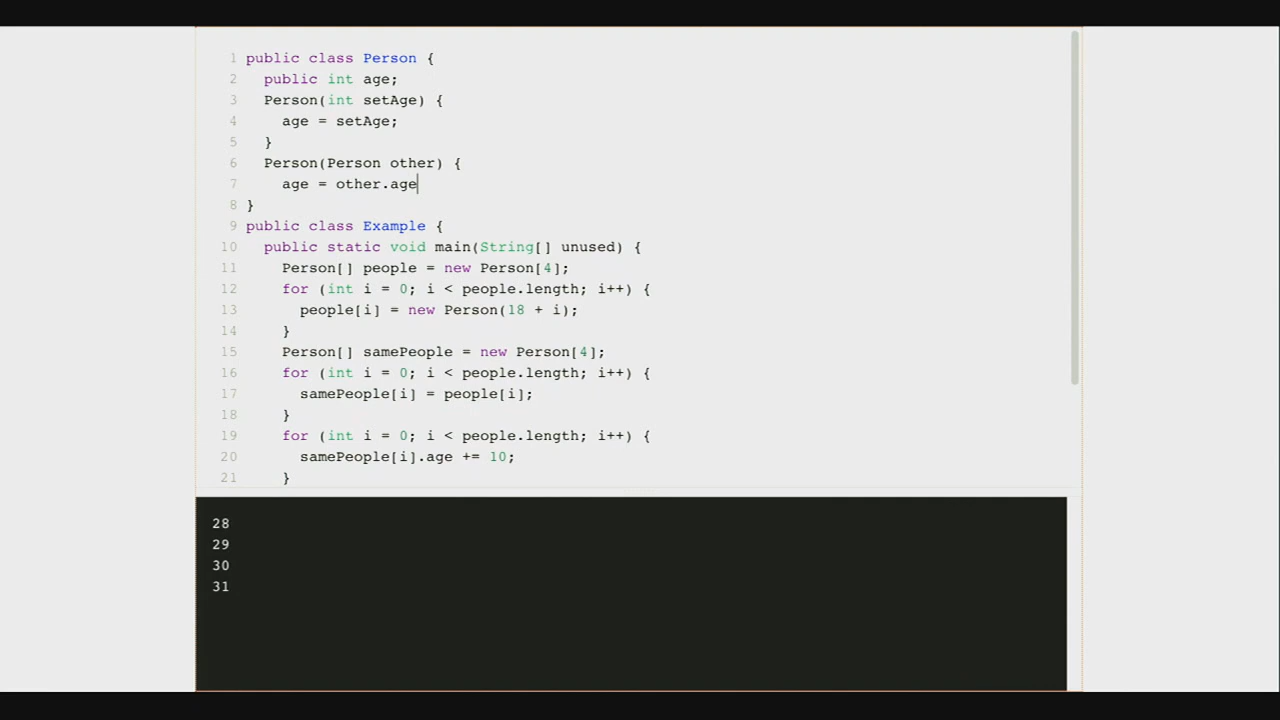 1 public class Person {
2   public int age;
3   Person(int setAge) {
4     age = setAge;
5   }
6   Person(Person other) {
7     age = other.age
8 }
9 public class Example {
10   public static void main(String[] unused) {
11     Person[] people = new Person[4];
12     for (int i = 0; i < people.length; i++) {
13       people[i] = new Person(18 + i);
14     }
15     Person[] samePeople = new Person[4];
16     for (int i = 0; i < people.length; i++) {
17       samePeople[i] = people[i];
18     }
19     for (int i = 0; i < people.length; i++) {
20       samePeople[i].age += 10;
21     }
28
29
30
31